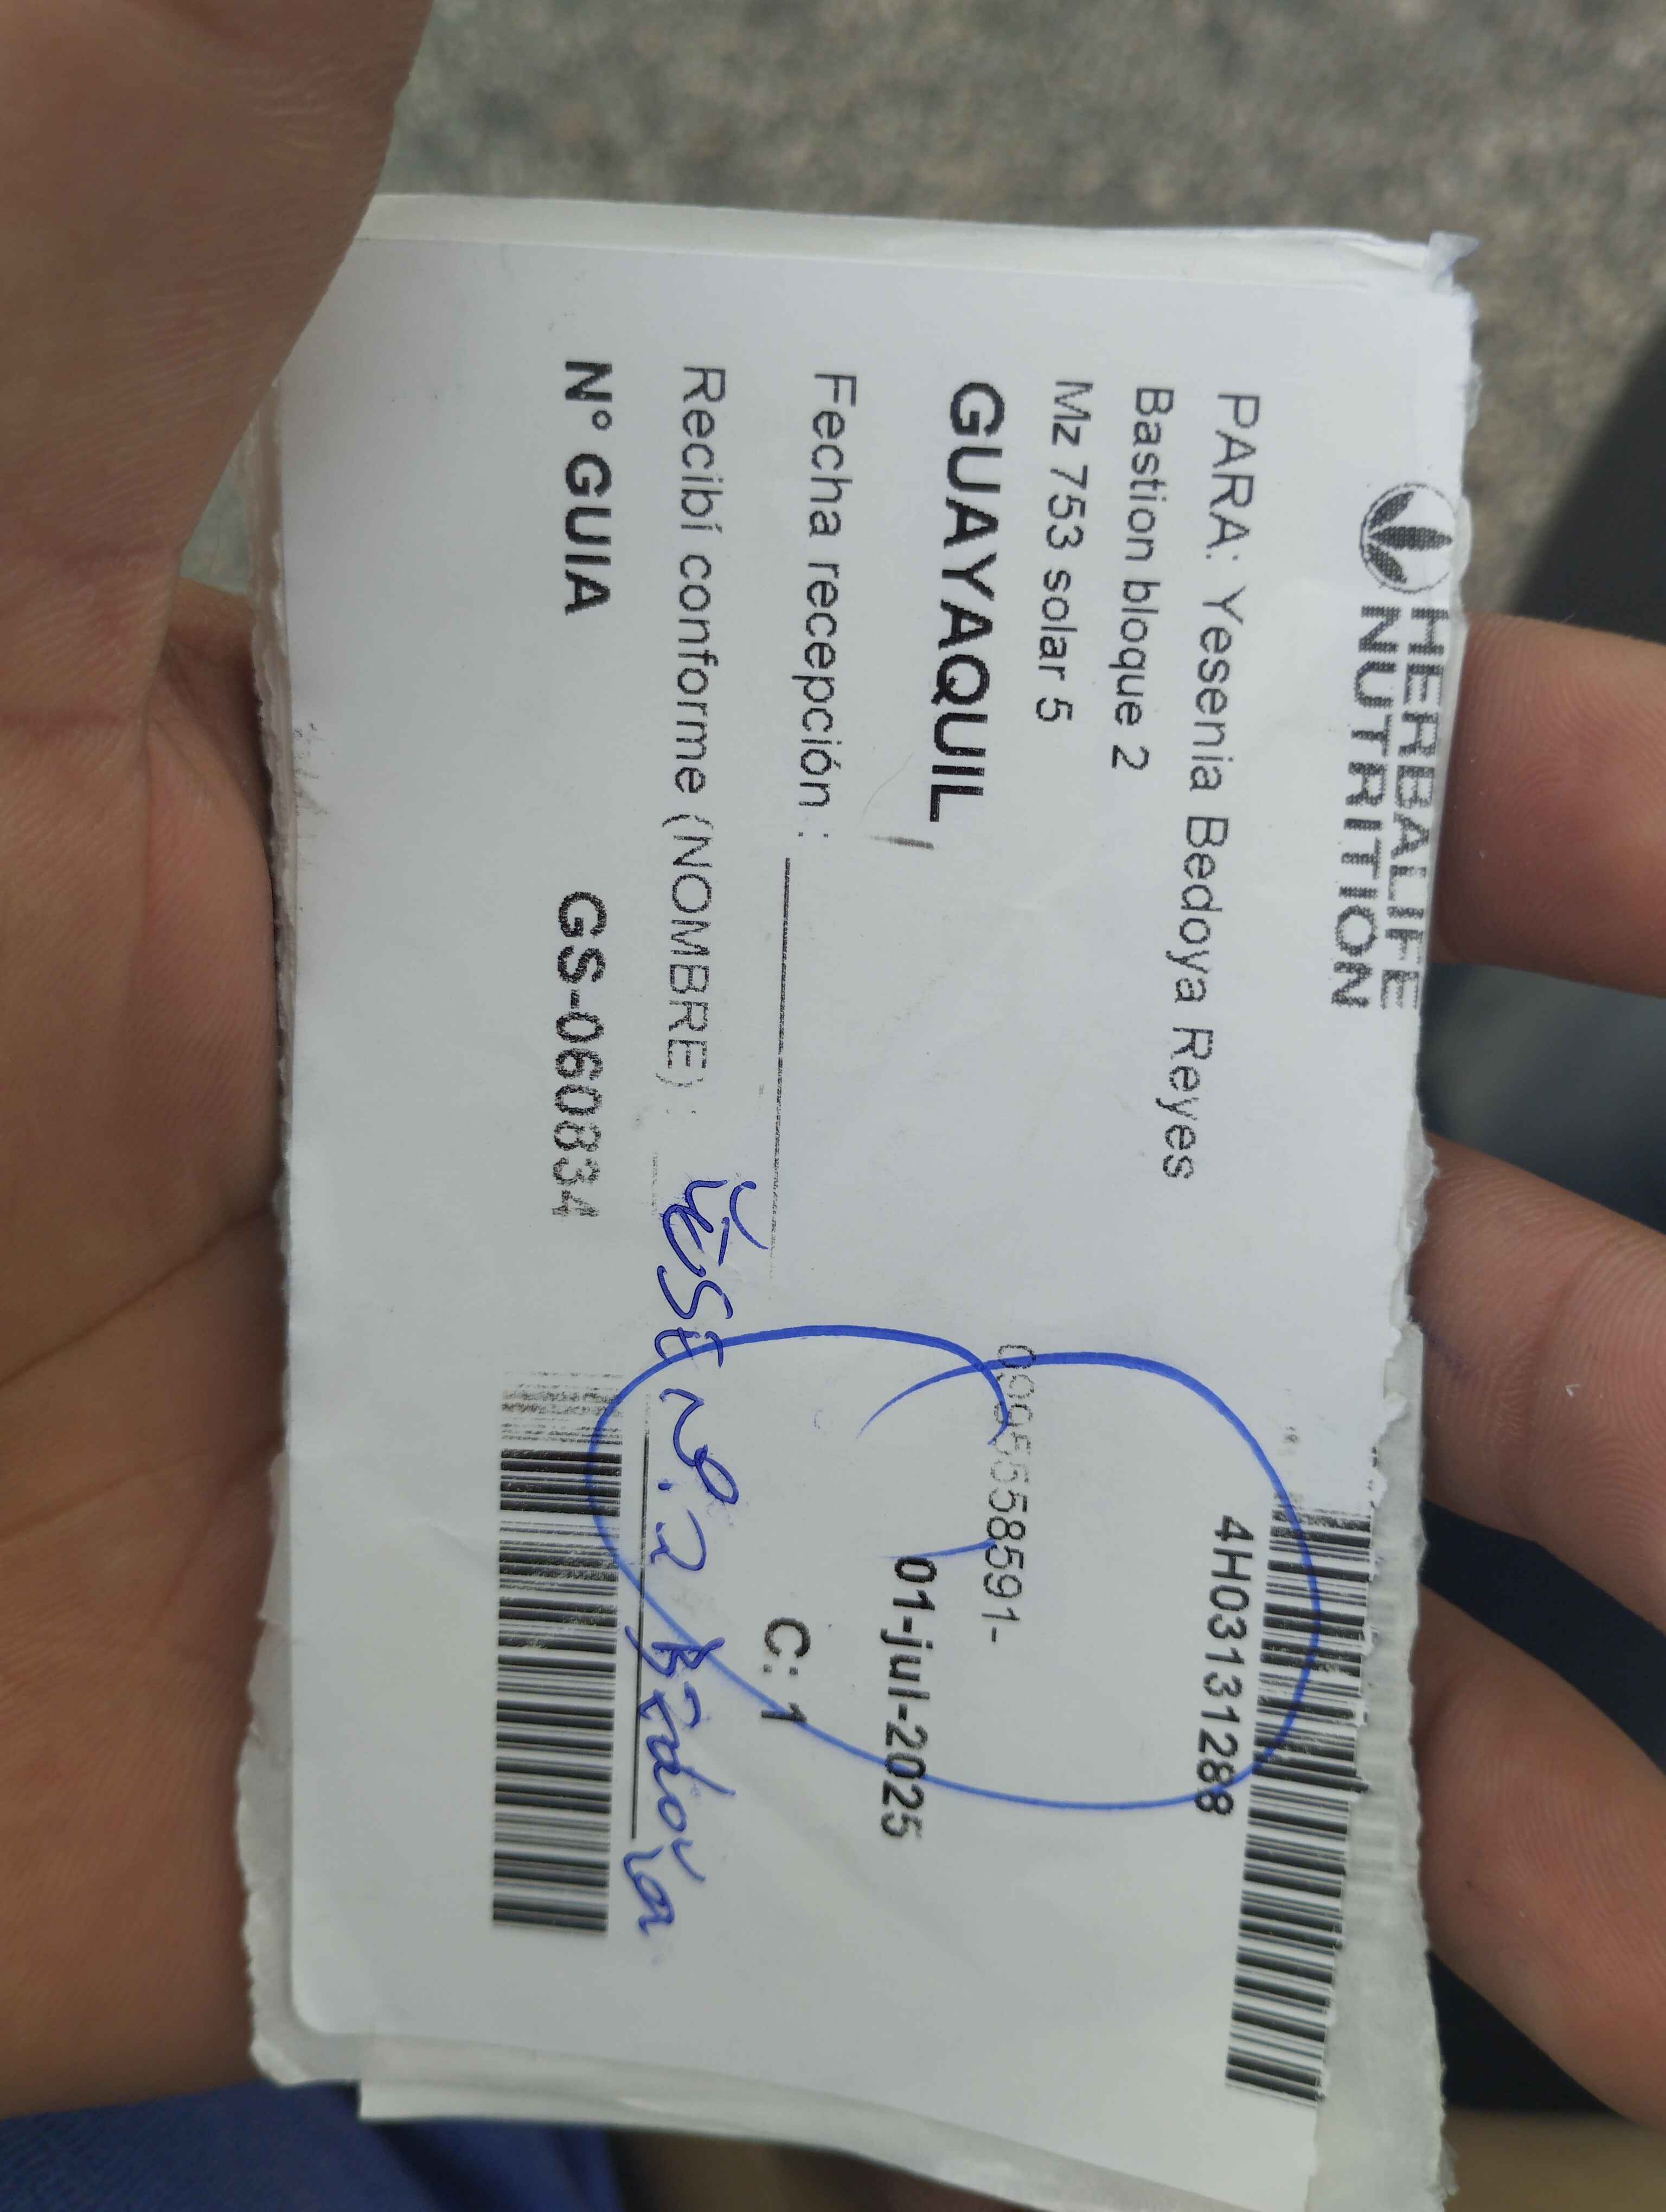 HERBALIFE
NUTRITION
4H03131288
PARA: Yesenia Bedoya Reyes
Bastion bloque 2
Mz 753 solar 5
0995558591-
GUAYAQUIL
01-jul-2025
Fecha recepción :
C: 1
Recibí conforme (NOMBRE) :
N° GUIA GS-060834